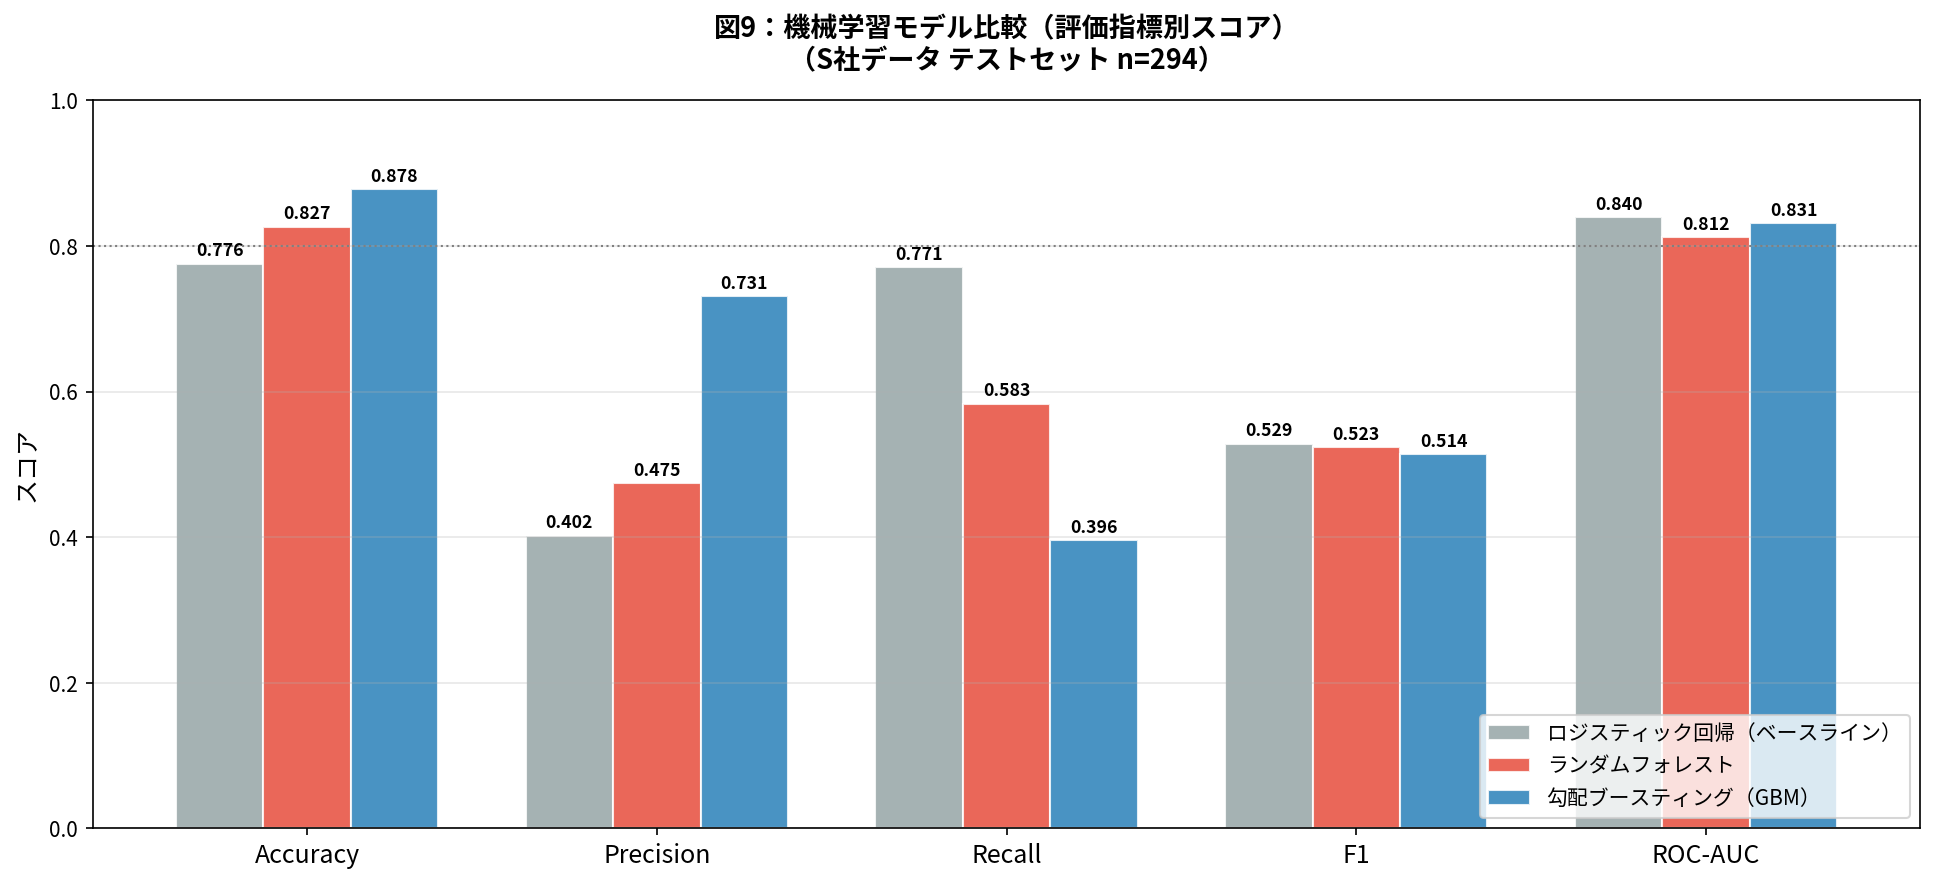 図9：機械学習モデル比較（評価指標別スコア）
（S社データ テストセット n=294）
スコア
1.0
0.8
0.6
0.4
0.2
0.0
0.776
0.827
0.878
0.402
0.475
0.731
0.771
0.583
0.396
0.529
0.523
0.514
0.840
0.812
0.831
Accuracy
Precision
Recall
F1
ROC-AUC
ロジスティック回帰（ベースライン）
ランダムフォレスト
勾配ブースティング（GBM）